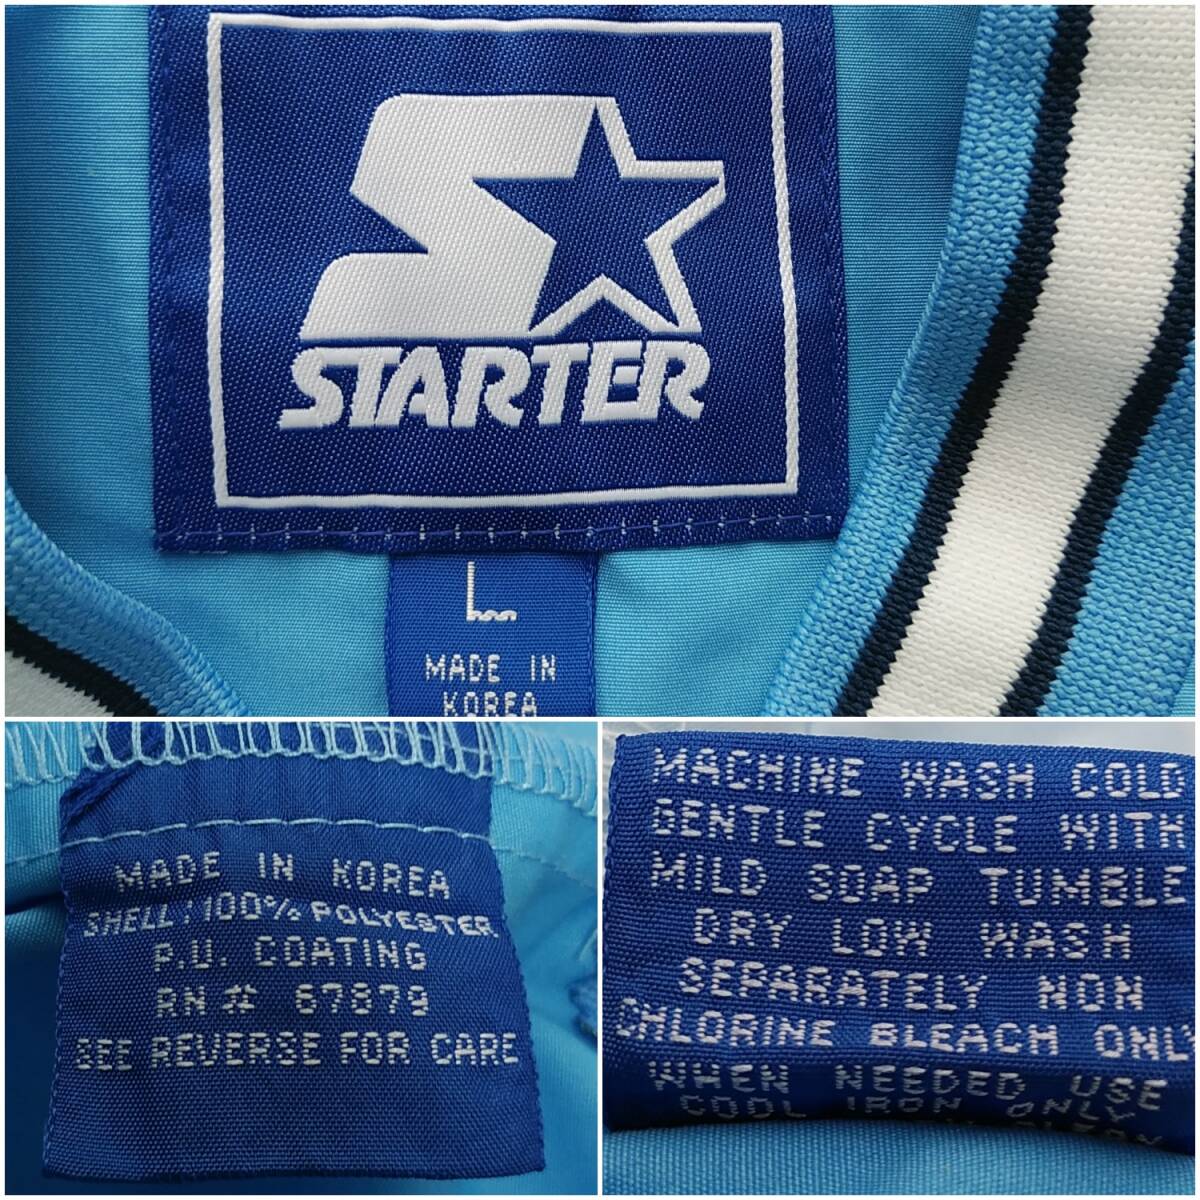 STARTER
L
MADE IN
KOREA
MADE IN KOREA
SHELL: 100% POLYESTER
P.U. COATING
RN# 67879
SEE REVERSE FOR CARE
MACHINE WASH COLD
GENTLE CYCLE WITH
MILD SOAP TUMBLE
DRY LOW WASH
SEPARATELY NON
CHLORINE BLEACH ONLY
WHEN NEEDED USE
COOL IRON ONLY